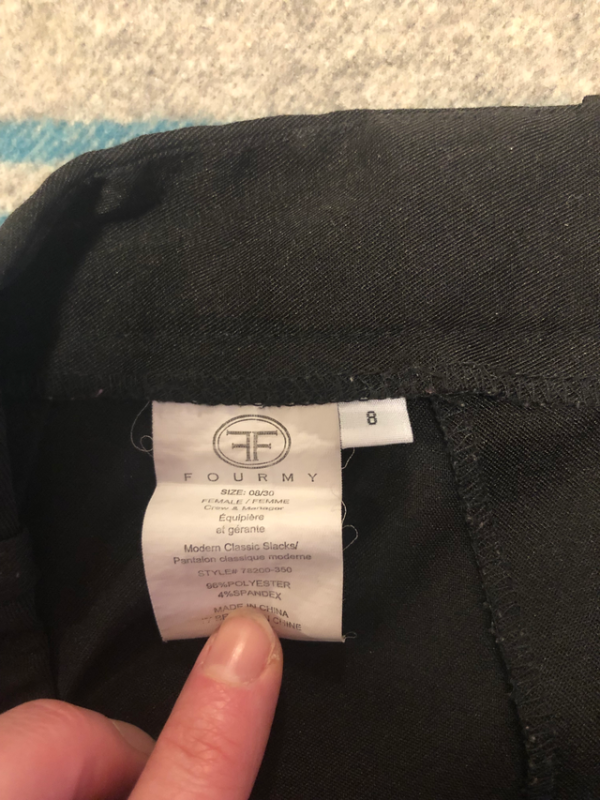 FF
FOURMY
8
SIZE: 08/30
FEMALE / FEMME
Crew & Manager
Équipière
et gérante
Modern Classic Slacks/
Pantalon classique moderne
STYLE# 78200-350
96%POLYESTER
4%SPANDEX
MADE IN CHINA
CHINE